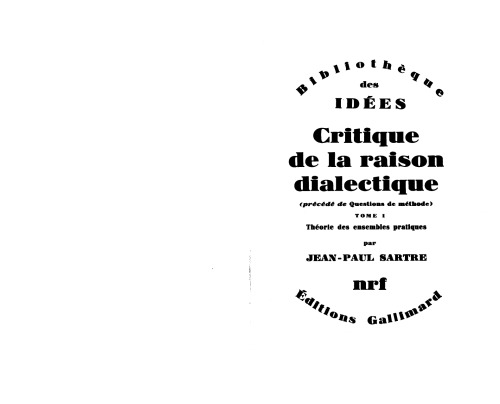 Bibliothèque
des
IDÉES
Critique
de la raison
dialectique
(précédé de Questions de méthode)
TOME I
Théorie des ensembles pratiques
par
JEAN-PAUL SARTRE
nrf
Éditions Gallimard